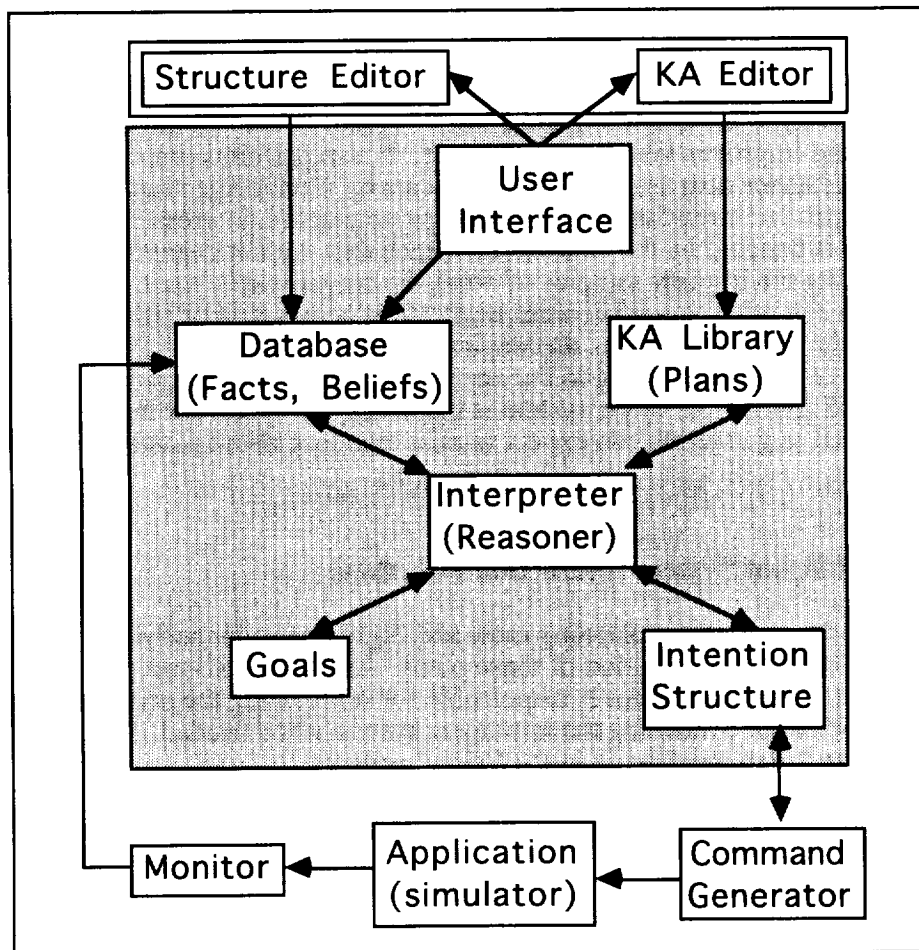 Structure Editor
KA Editor
User
Interface
Database
(Facts, Beliefs)
KA Library
(Plans)
Interpreter
(Reasoner)
Goals
Intention
Structure
Monitor
Application
(simulator)
Command
Generator